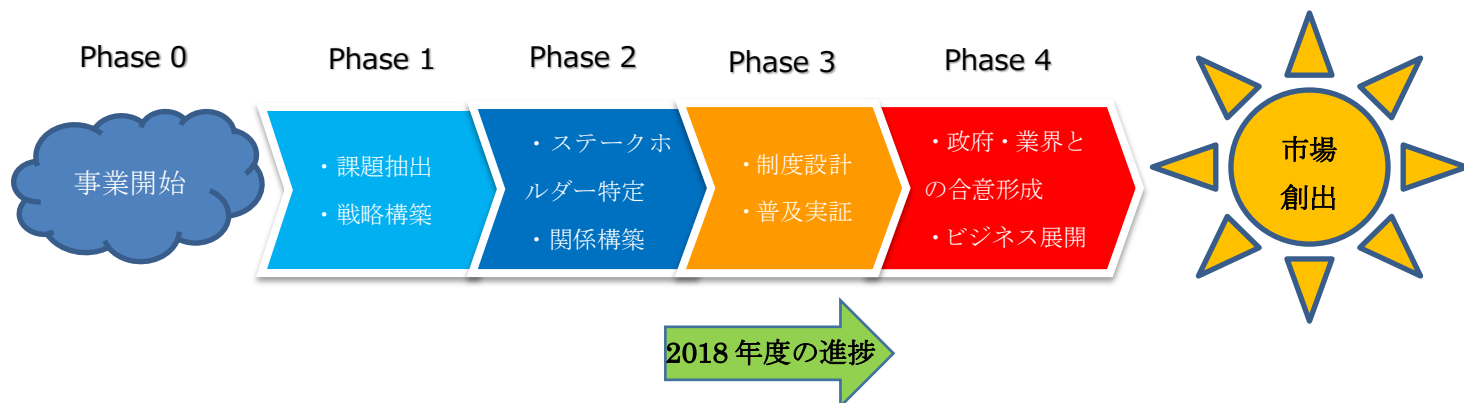 Phase 0
Phase 1
Phase 2
Phase 3
Phase 4
事業開始
・課題抽出
・戦略構築
・ステークホ
ルダー特定
・関係構築
・制度設計
・普及実証
・政府・業界と
の合意形成
・ビジネス展開
市場
創出
2018 年度の進捗